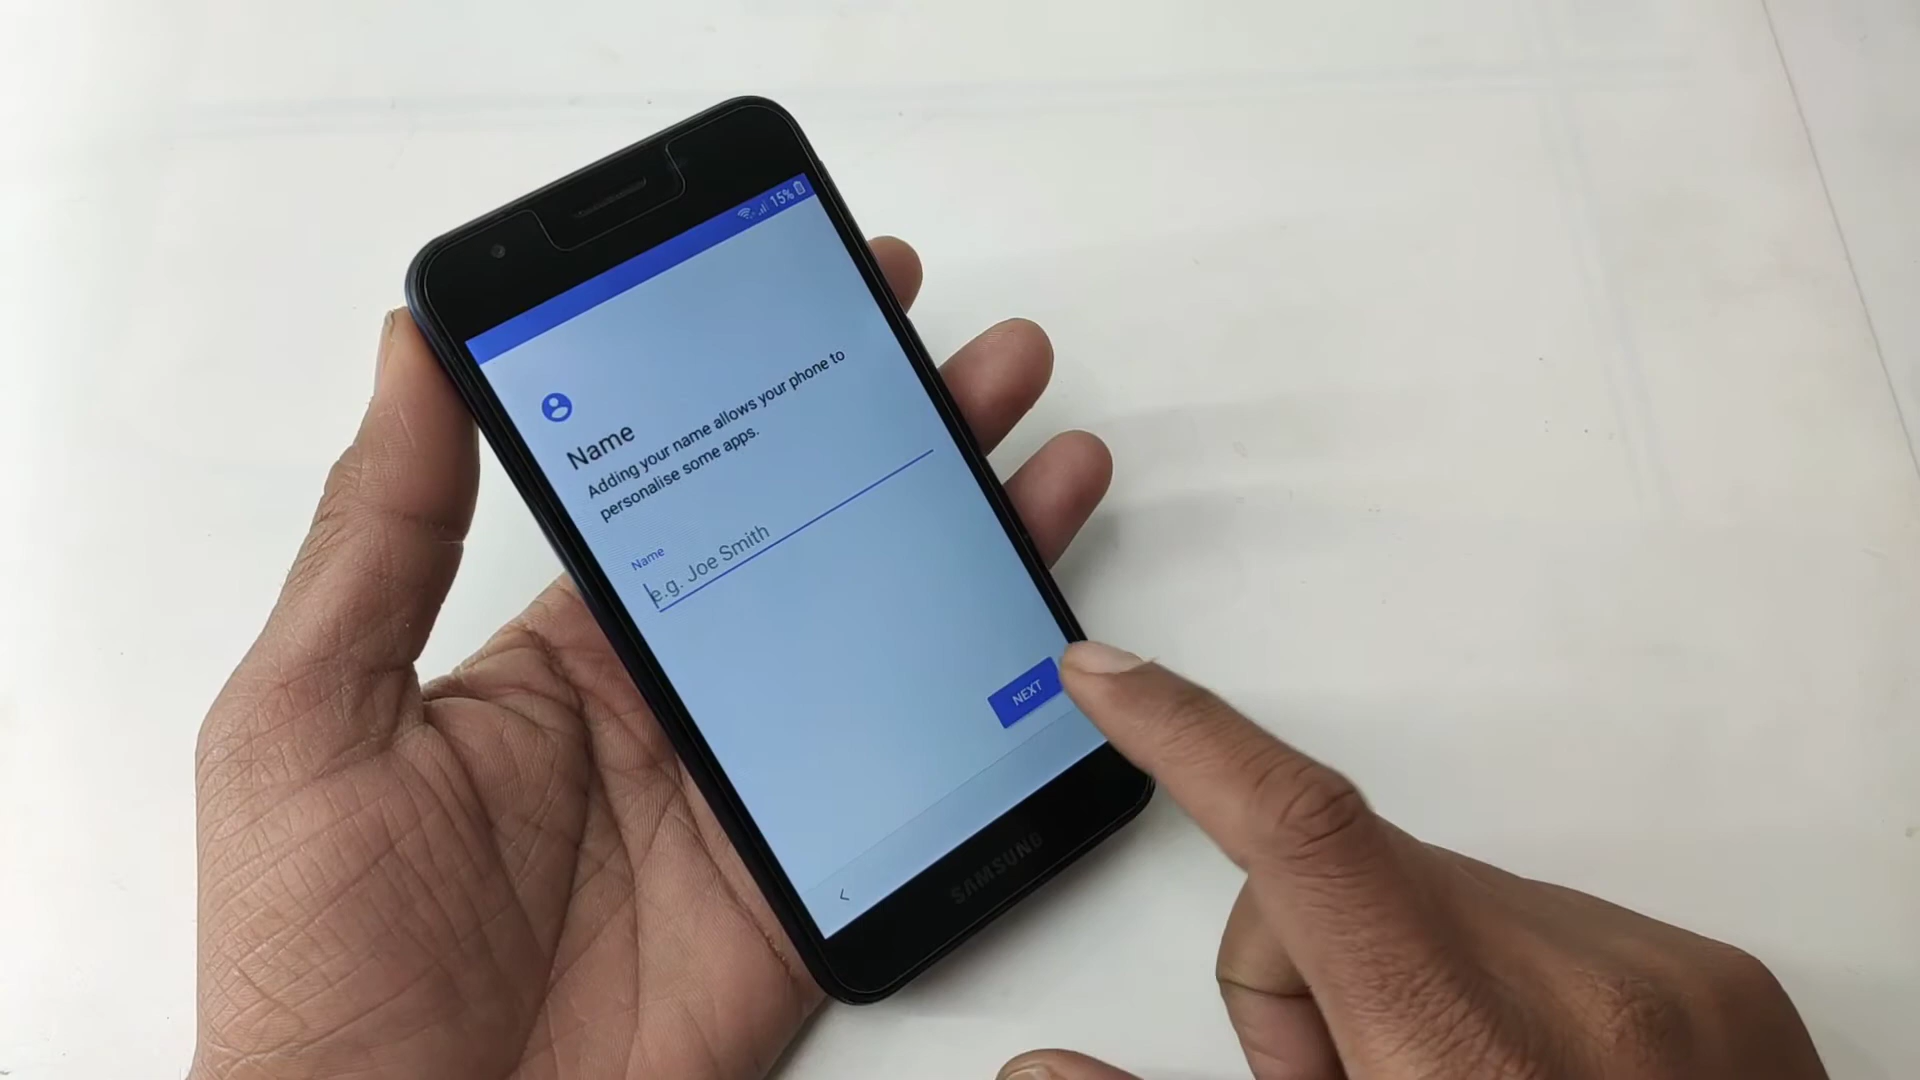 15%
Name
Adding your name allows your phone to
personalise some apps.
Name
e.g. Joe Smith
NEXT
SAMSUNG